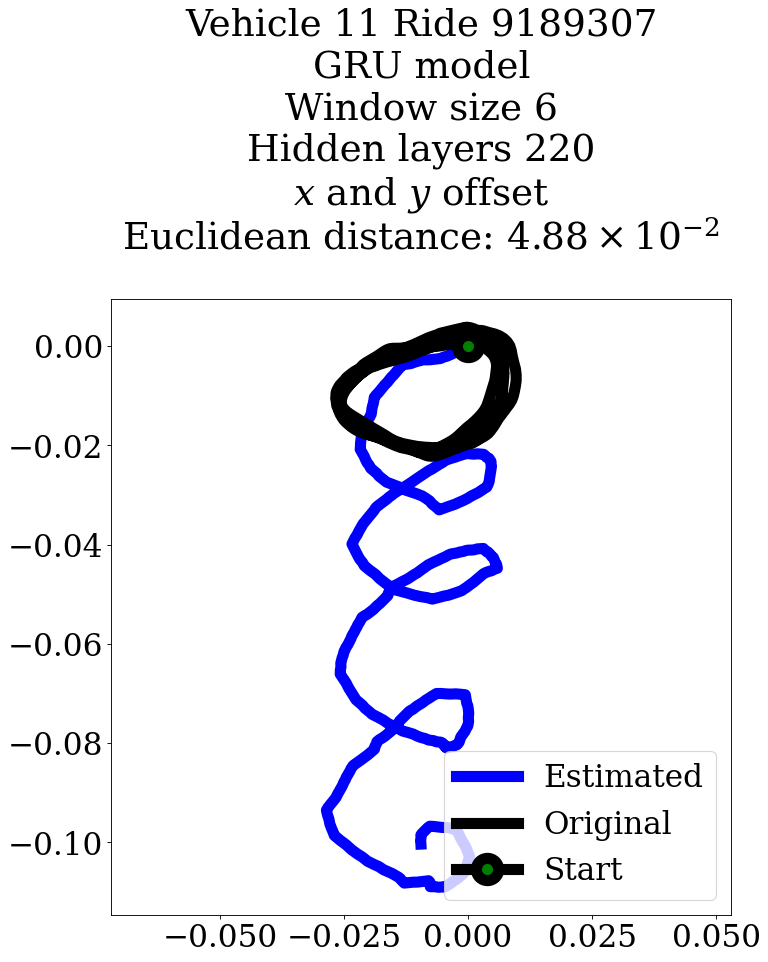 Vehicle 11 Ride 9189307
GRU model
Window size 6
Hidden layers 220
x and y offset
Euclidean distance: 4.88 × 10⁻²
0.00
−0.02
−0.04
−0.06
−0.08
−0.10
Estimated
Original
Start
−0.050 −0.025 0.000 0.025 0.050